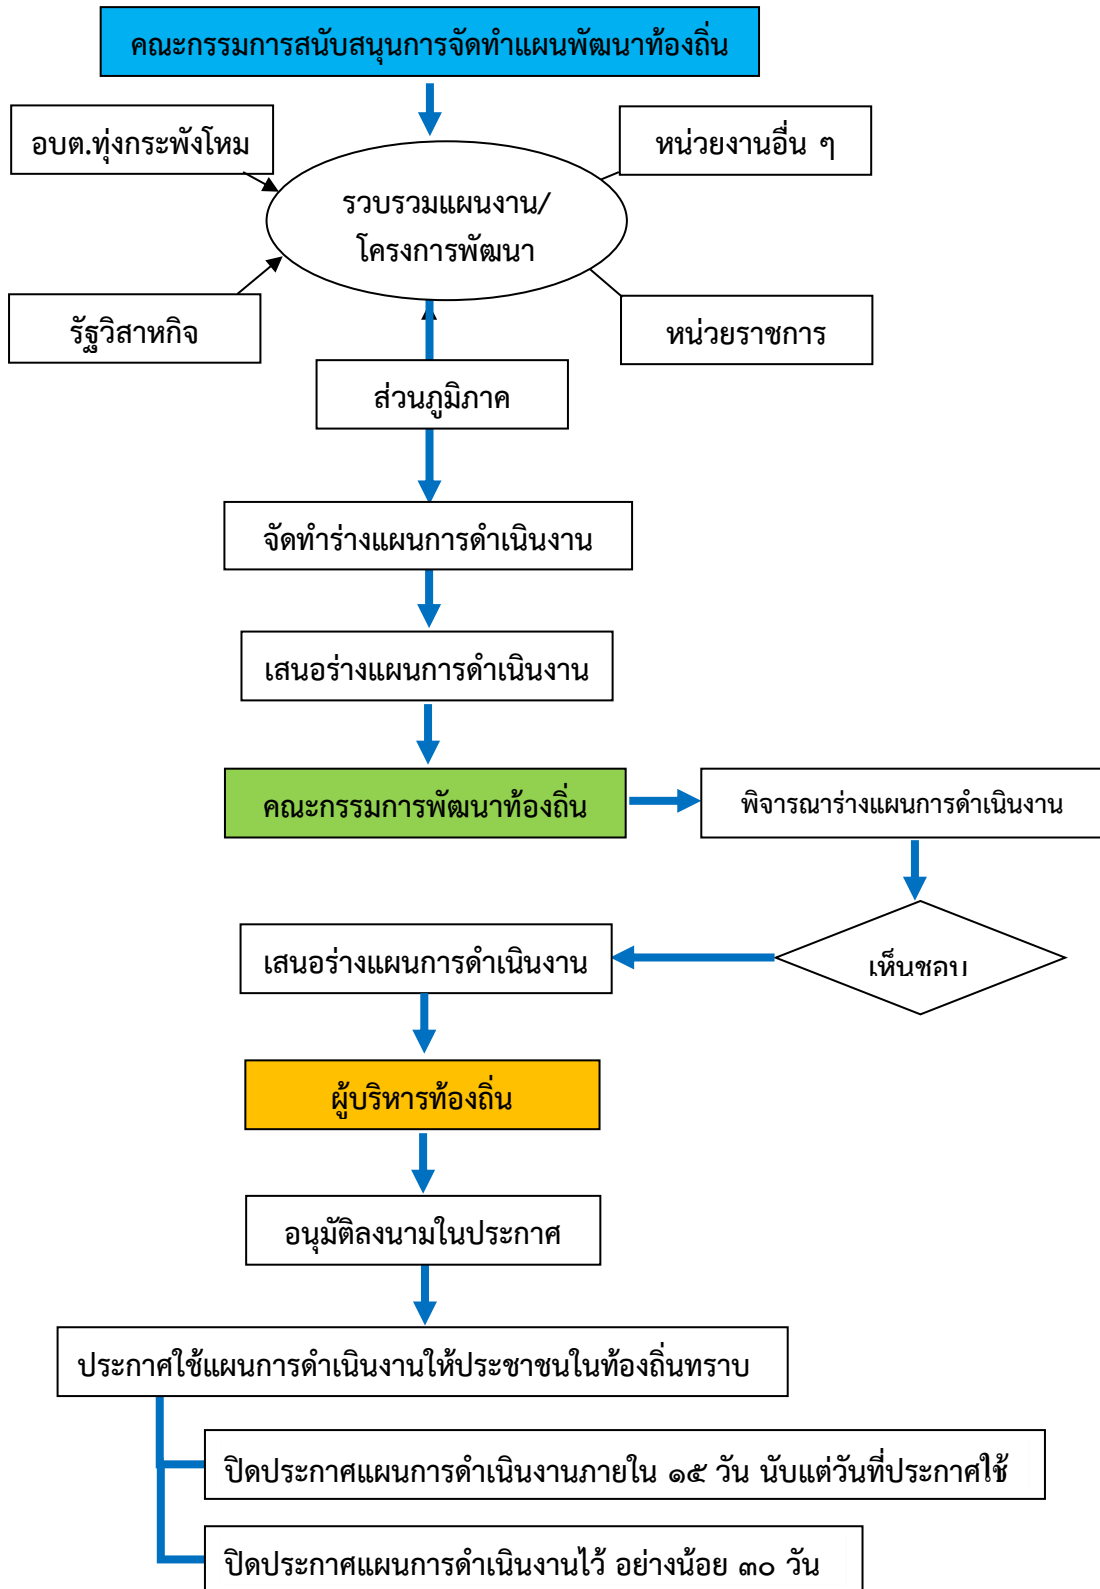 คณะกรรมการสนับสนุนการจัดทำแผนพัฒนาท้องถิ่น
อบต.ทุ่งกระพังโหม
หน่วยงานอื่น ๆ
รวบรวมแผนงาน/
โครงการพัฒนา
รัฐวิสาหกิจ
หน่วยราชการ
ส่วนภูมิภาค
จัดทำร่างแผนการดำเนินงาน
เสนอร่างแผนการดำเนินงาน
คณะกรรมการพัฒนาท้องถิ่น
พิจารณาร่างแผนการดำเนินงาน
เสนอร่างแผนการดำเนินงาน
เห็นชอบ
ผู้บริหารท้องถิ่น
อนุมัติลงนามในประกาศ
ประกาศใช้แผนการดำเนินงานให้ประชาชนในท้องถิ่นทราบ
ปิดประกาศแผนการดำเนินงานภายใน ๑๕ วัน นับแต่วันที่ประกาศใช้
ปิดประกาศแผนการดำเนินงานไว้ อย่างน้อย ๓๐ วัน